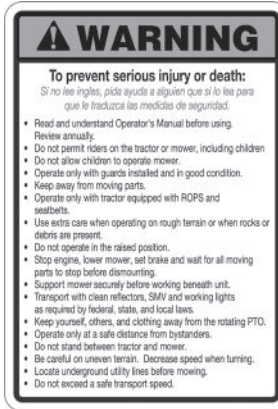 WARNING
To prevent serious injury or death:
Si no lee ingles, pida ayuda a alguien que si lo lea para
que le traduzca las medidas de seguridad.
• Read and understand Operator's Manual before using.
Review annually.
• Do not permit riders on the tractor or mower, including children
• Do not allow children to operate mower.
• Operate only with guards installed and in good condition.
• Keep away from moving parts.
• Operate only with tractor equipped with ROPS and
seatbelts.
• Use extra care when operating on rough terrain or when rocks or
debris are present.
• Do not operate in the raised position.
• Stop engine, lower mower, set brake and wait for all moving
parts to stop before dismounting.
• Support mower securely before working beneath unit.
• Transport with clean reflectors, SMV and working lights
as required by federal, state, and local laws.
• Keep yourself, others, and clothing away from the rotating PTO.
• Operate only at a safe distance from bystanders.
• Do not stand between tractor and mower.
• Be careful on uneven terrain. Decrease speed when turning.
• Locate underground utility lines before mowing.
• Do not exceed a safe transport speed.